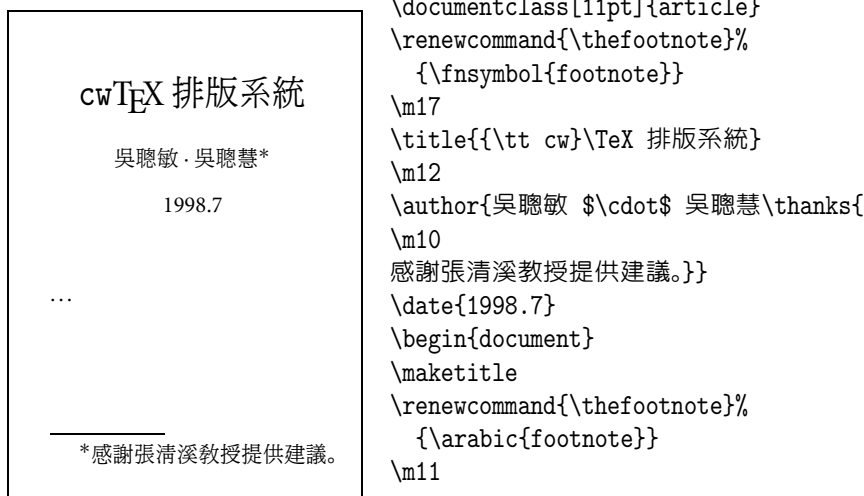 cwTEX 排版系統
吳聰敏 · 吳聰慧*
1998.7
...
*感謝張清溪教授提供建議。
\documentclass[11pt]{article}
\renewcommand{\thefootnote}%
{\fnsymbol{footnote}}
\m17
\title{{\tt cw}\TeX 排版系統}
\m12
\author{吳聰敏 $\cdot$ 吳聰慧\thanks{
\m10
感謝張清溪教授提供建議。}}
\date{1998.7}
\begin{document}
\maketitle
\renewcommand{\thefootnote}%
{\arabic{footnote}}
\m11